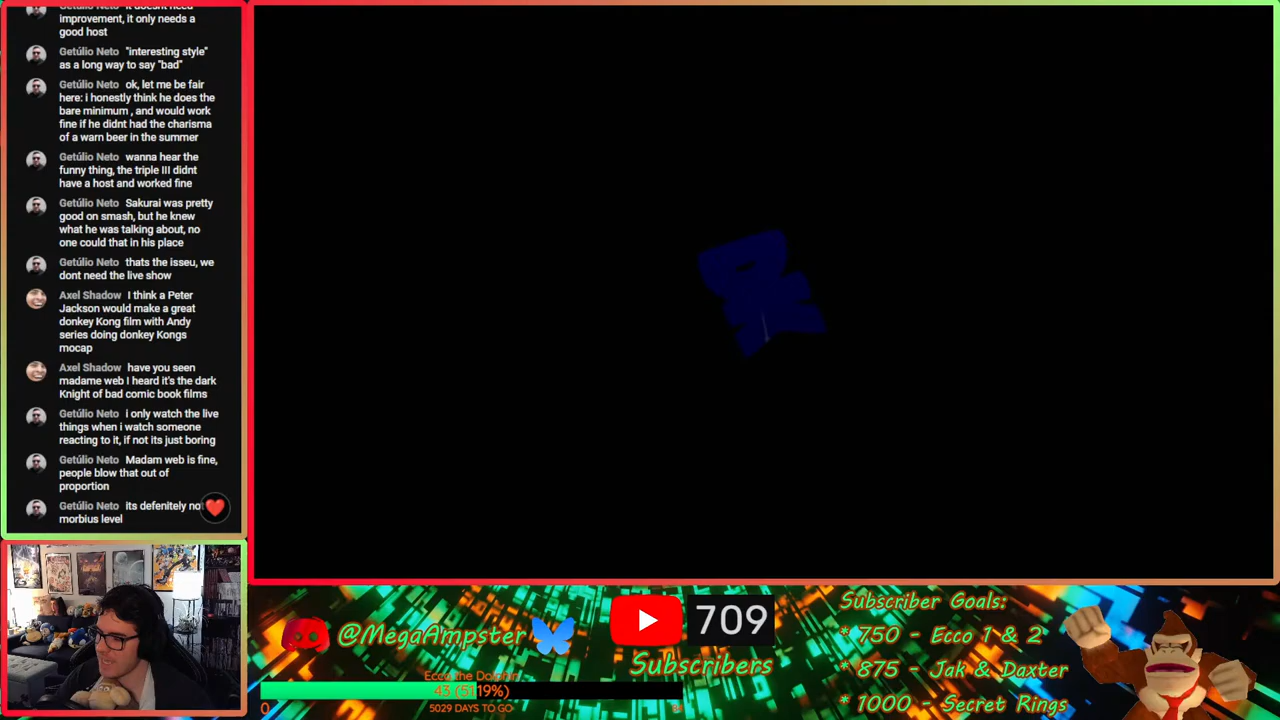 improvement, it only needs a
good host
Getúlio Neto "interesting style"
as a long way to say "bad"
Getúlio Neto ok, let me be fair
here: i honestly think he does the
bare minimum , and would work
fine if he didnt had the charisma
of a warn beer in the summer
Getúlio Neto wanna hear the
funny thing, the triple III didnt
have a host and worked fine
Getúlio Neto Sakurai was pretty
good on smash, but he knew
what he was talking about, no
one could that in his place
Getúlio Neto thats the isseu, we
dont need the live show
Axel Shadow I think a Peter
Jackson would make a great
donkey Kong film with Andy
series doing donkey Kongs
mocap
Axel Shadow have you seen
madame web I heard it's the dark
Knight of bad comic book films
Getúlio Neto i only watch the live
things when i watch someone
reacting to it, if not its just boring
Getúlio Neto Madam web is fine,
people blow that out of
proportion
Getúlio Neto its defenitely
morbius level
@MegaAmpster
709
Subscribers
43 (51.19%)
0
5029 DAYS TO GO
Subscriber Goals:
* 750 - Ecco 1 & 2
* 875 - Jak & Daxter
* 1000 - Secret Rings